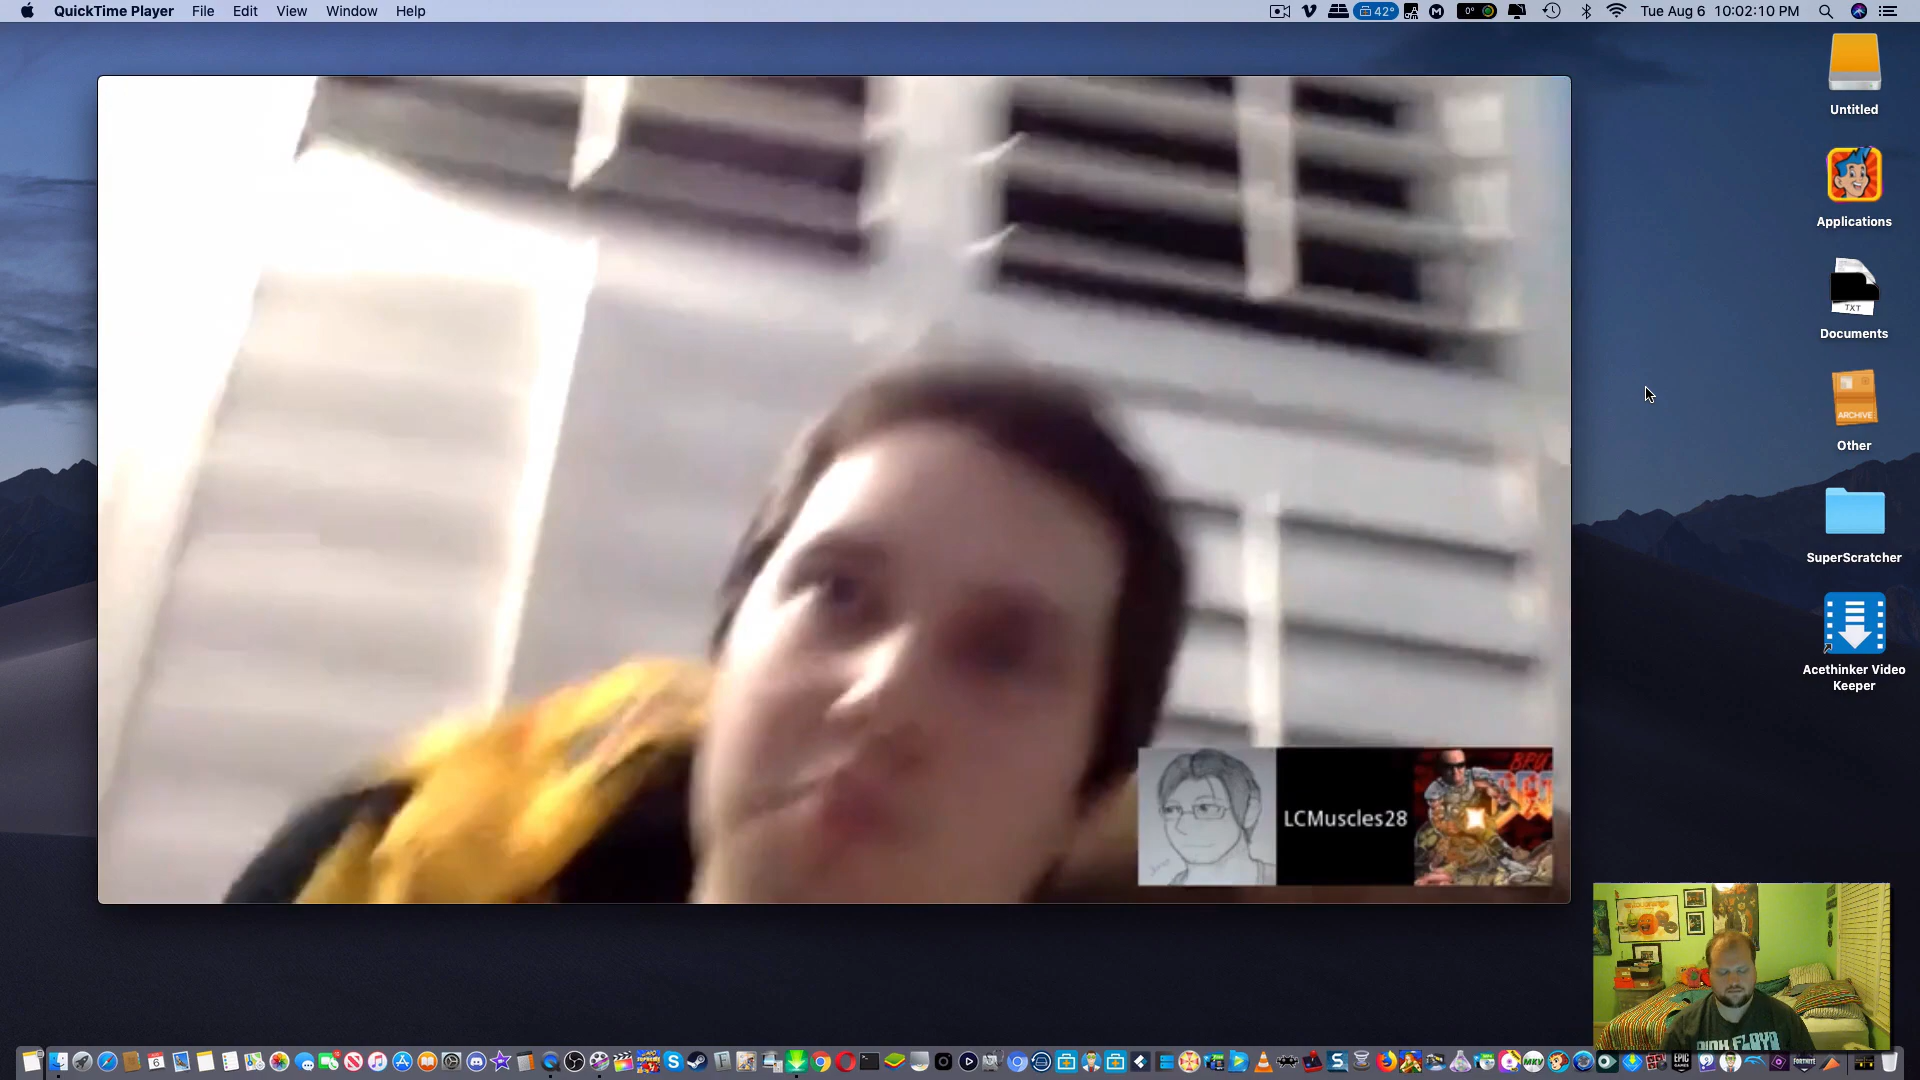 QuickTime Player File Edit View Window Help
42° 0° Tue Aug 6 10:02:10 PM
Untitled
Applications
TXT
Documents
ARCHIVE
Other
SuperScratcher
Acethinker Video
Keeper
LCMuscles28
PINK FLOYD